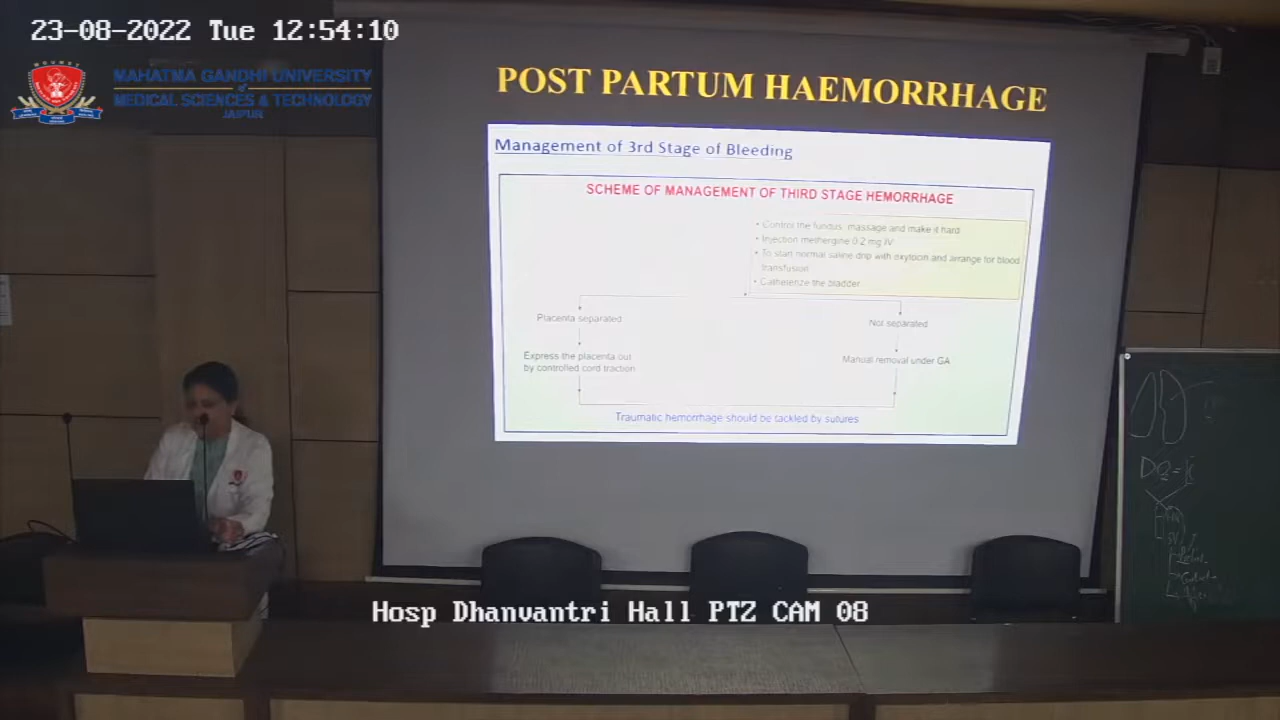 23-08-2022 Tue 12:54:10
MAHATMA GANDHI UNIVERSITY
of
MEDICAL SCIENCES & TECHNOLOGY
JAIPUR
POST PARTUM HAEMORRHAGE
Management of 3rd Stage of Bleeding
SCHEME OF MANAGEMENT OF THIRD STAGE HEMORRHAGE
• Control the fundus, massage and make it hard
• Injection methergine 0.2 mg IV
• To start normal saline drip with oxytocin and arrange for blood
transfusion
• Catheterize the bladder
Placenta separated
Not separated
Express the placenta out
by controlled cord traction
Manual removal under GA
Traumatic hemorrhage should be tackled by sutures
Hosp Dhanvantri Hall PTZ CAM 08